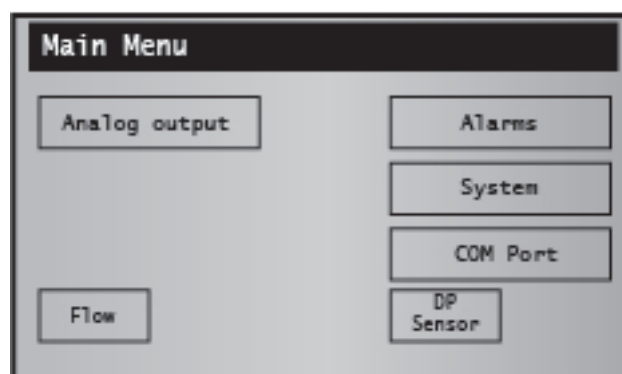 Main Menu
Analog output
Alarms
System
COM Port
Flow
DP
Sensor